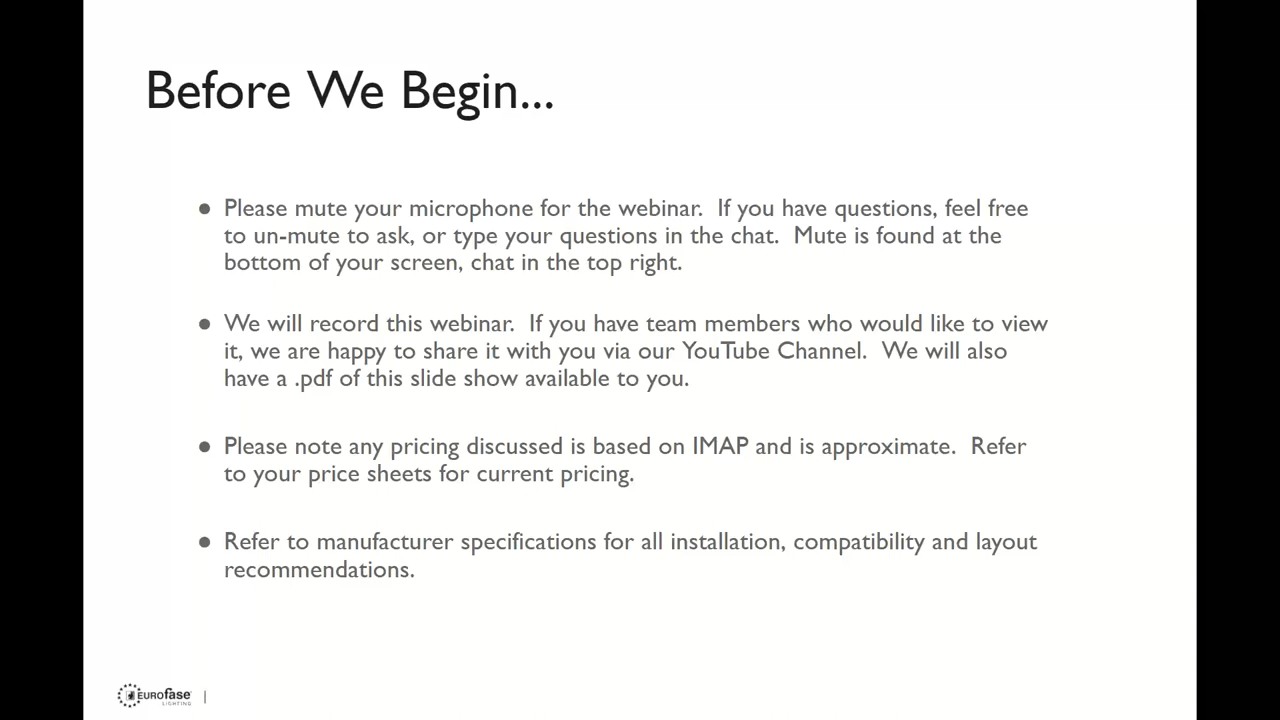 Before We Begin...
● Please mute your microphone for the webinar.  If you have questions, feel free
to un-mute to ask, or type your questions in the chat.  Mute is found at the
bottom of your screen, chat in the top right.
● We will record this webinar.  If you have team members who would like to view
it, we are happy to share it with you via our YouTube Channel.  We will also
have a .pdf of this slide show available to you.
● Please note any pricing discussed is based on IMAP and is approximate.  Refer
to your price sheets for current pricing.
● Refer to manufacturer specifications for all installation, compatibility and layout
recommendations.
EUROfase
LIGHTING